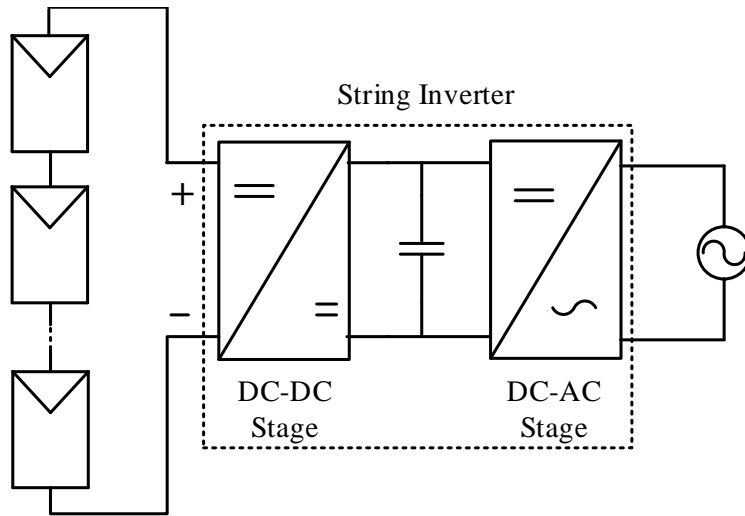 String Inverter
+
−
DC-DC
Stage
DC-AC
Stage